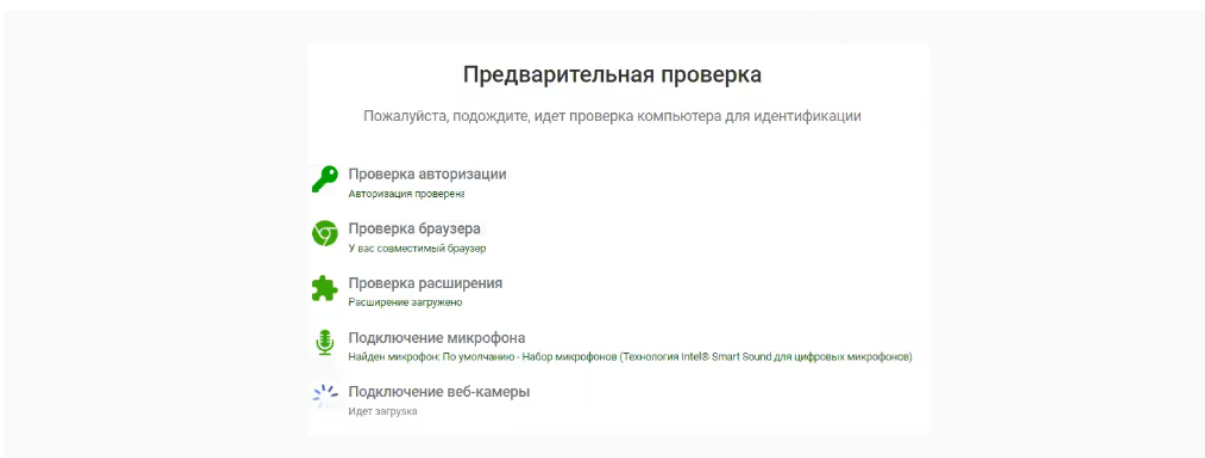 Предварительная проверка
Пожалуйста, подождите, идет проверка компьютера для идентификации
Проверка авторизации
Авторизация проверена
Проверка браузера
У вас совместимый браузер
Проверка расширения
Расширение загружено
Подключение микрофона
Найден микрофон: По умолчанию - Набор микрофонов (Технология Intel® Smart Sound для цифровых микрофонов)
Подключение веб-камеры
Идет загрузка